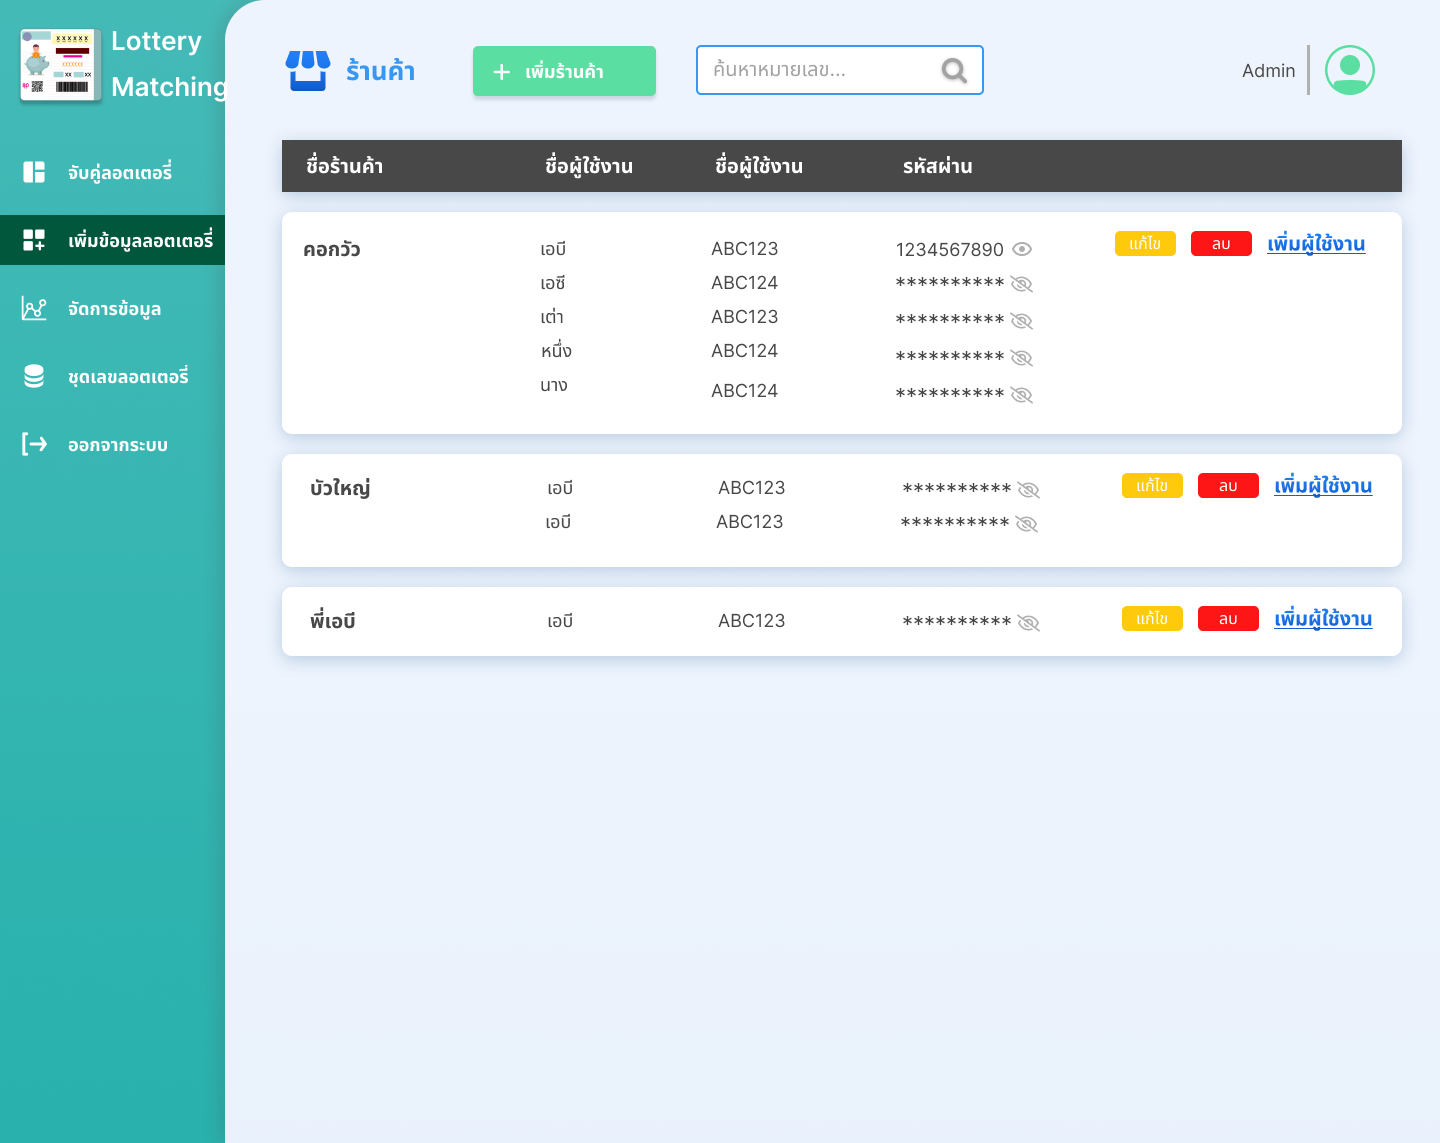 Lottery
Matching
จับคู่ลอตเตอรี่
เพิ่มข้อมูลลอตเตอรี่
จัดการข้อมูล
ชุดเลขลอตเตอรี่
ออกจากระบบ
ร้านค้า
เพิ่มร้านค้า
ค้นหาหมายเลข...
Admin
ชื่อร้านค้า ชื่อผู้ใช้งาน ชื่อผู้ใช้งาน รหัสผ่าน
คอกวัว เอบี ABC123 1234567890 แก้ไข ลบ เพิ่มผู้ใช้งาน
เอซี ABC124 **********
เต่า ABC123 **********
หนึ่ง ABC124 **********
นาง ABC124 **********
บัวใหญ่ เอบี ABC123 ********** แก้ไข ลบ เพิ่มผู้ใช้งาน
เอบี ABC123 **********
พี่เอบี เอบี ABC123 ********** แก้ไข ลบ เพิ่มผู้ใช้งาน